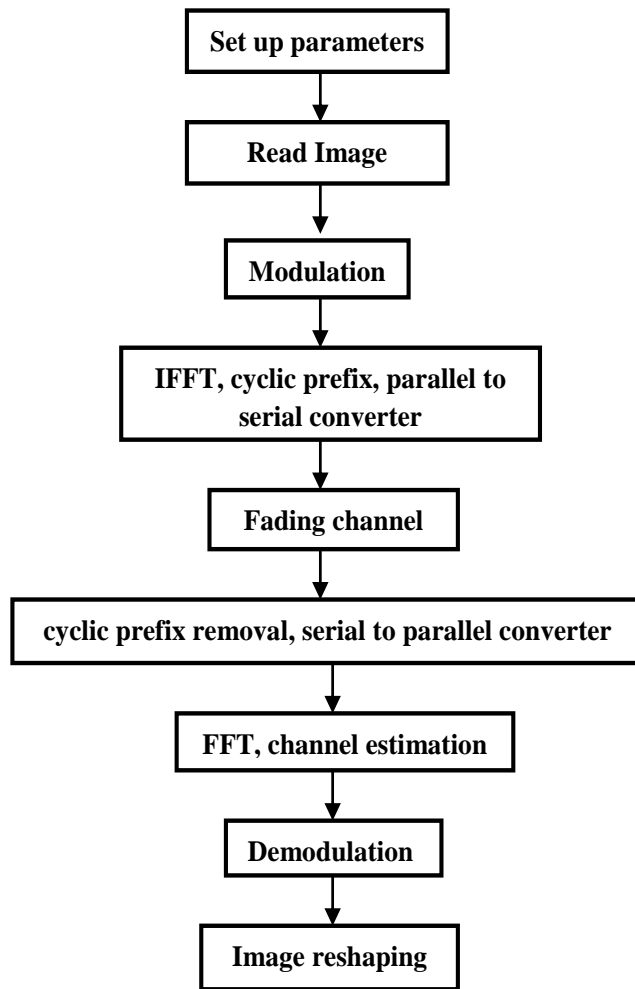 Set up parameters
Read Image
Modulation
IFFT, cyclic prefix, parallel to
serial converter
Fading channel
cyclic prefix removal, serial to parallel converter
FFT, channel estimation
Demodulation
Image reshaping